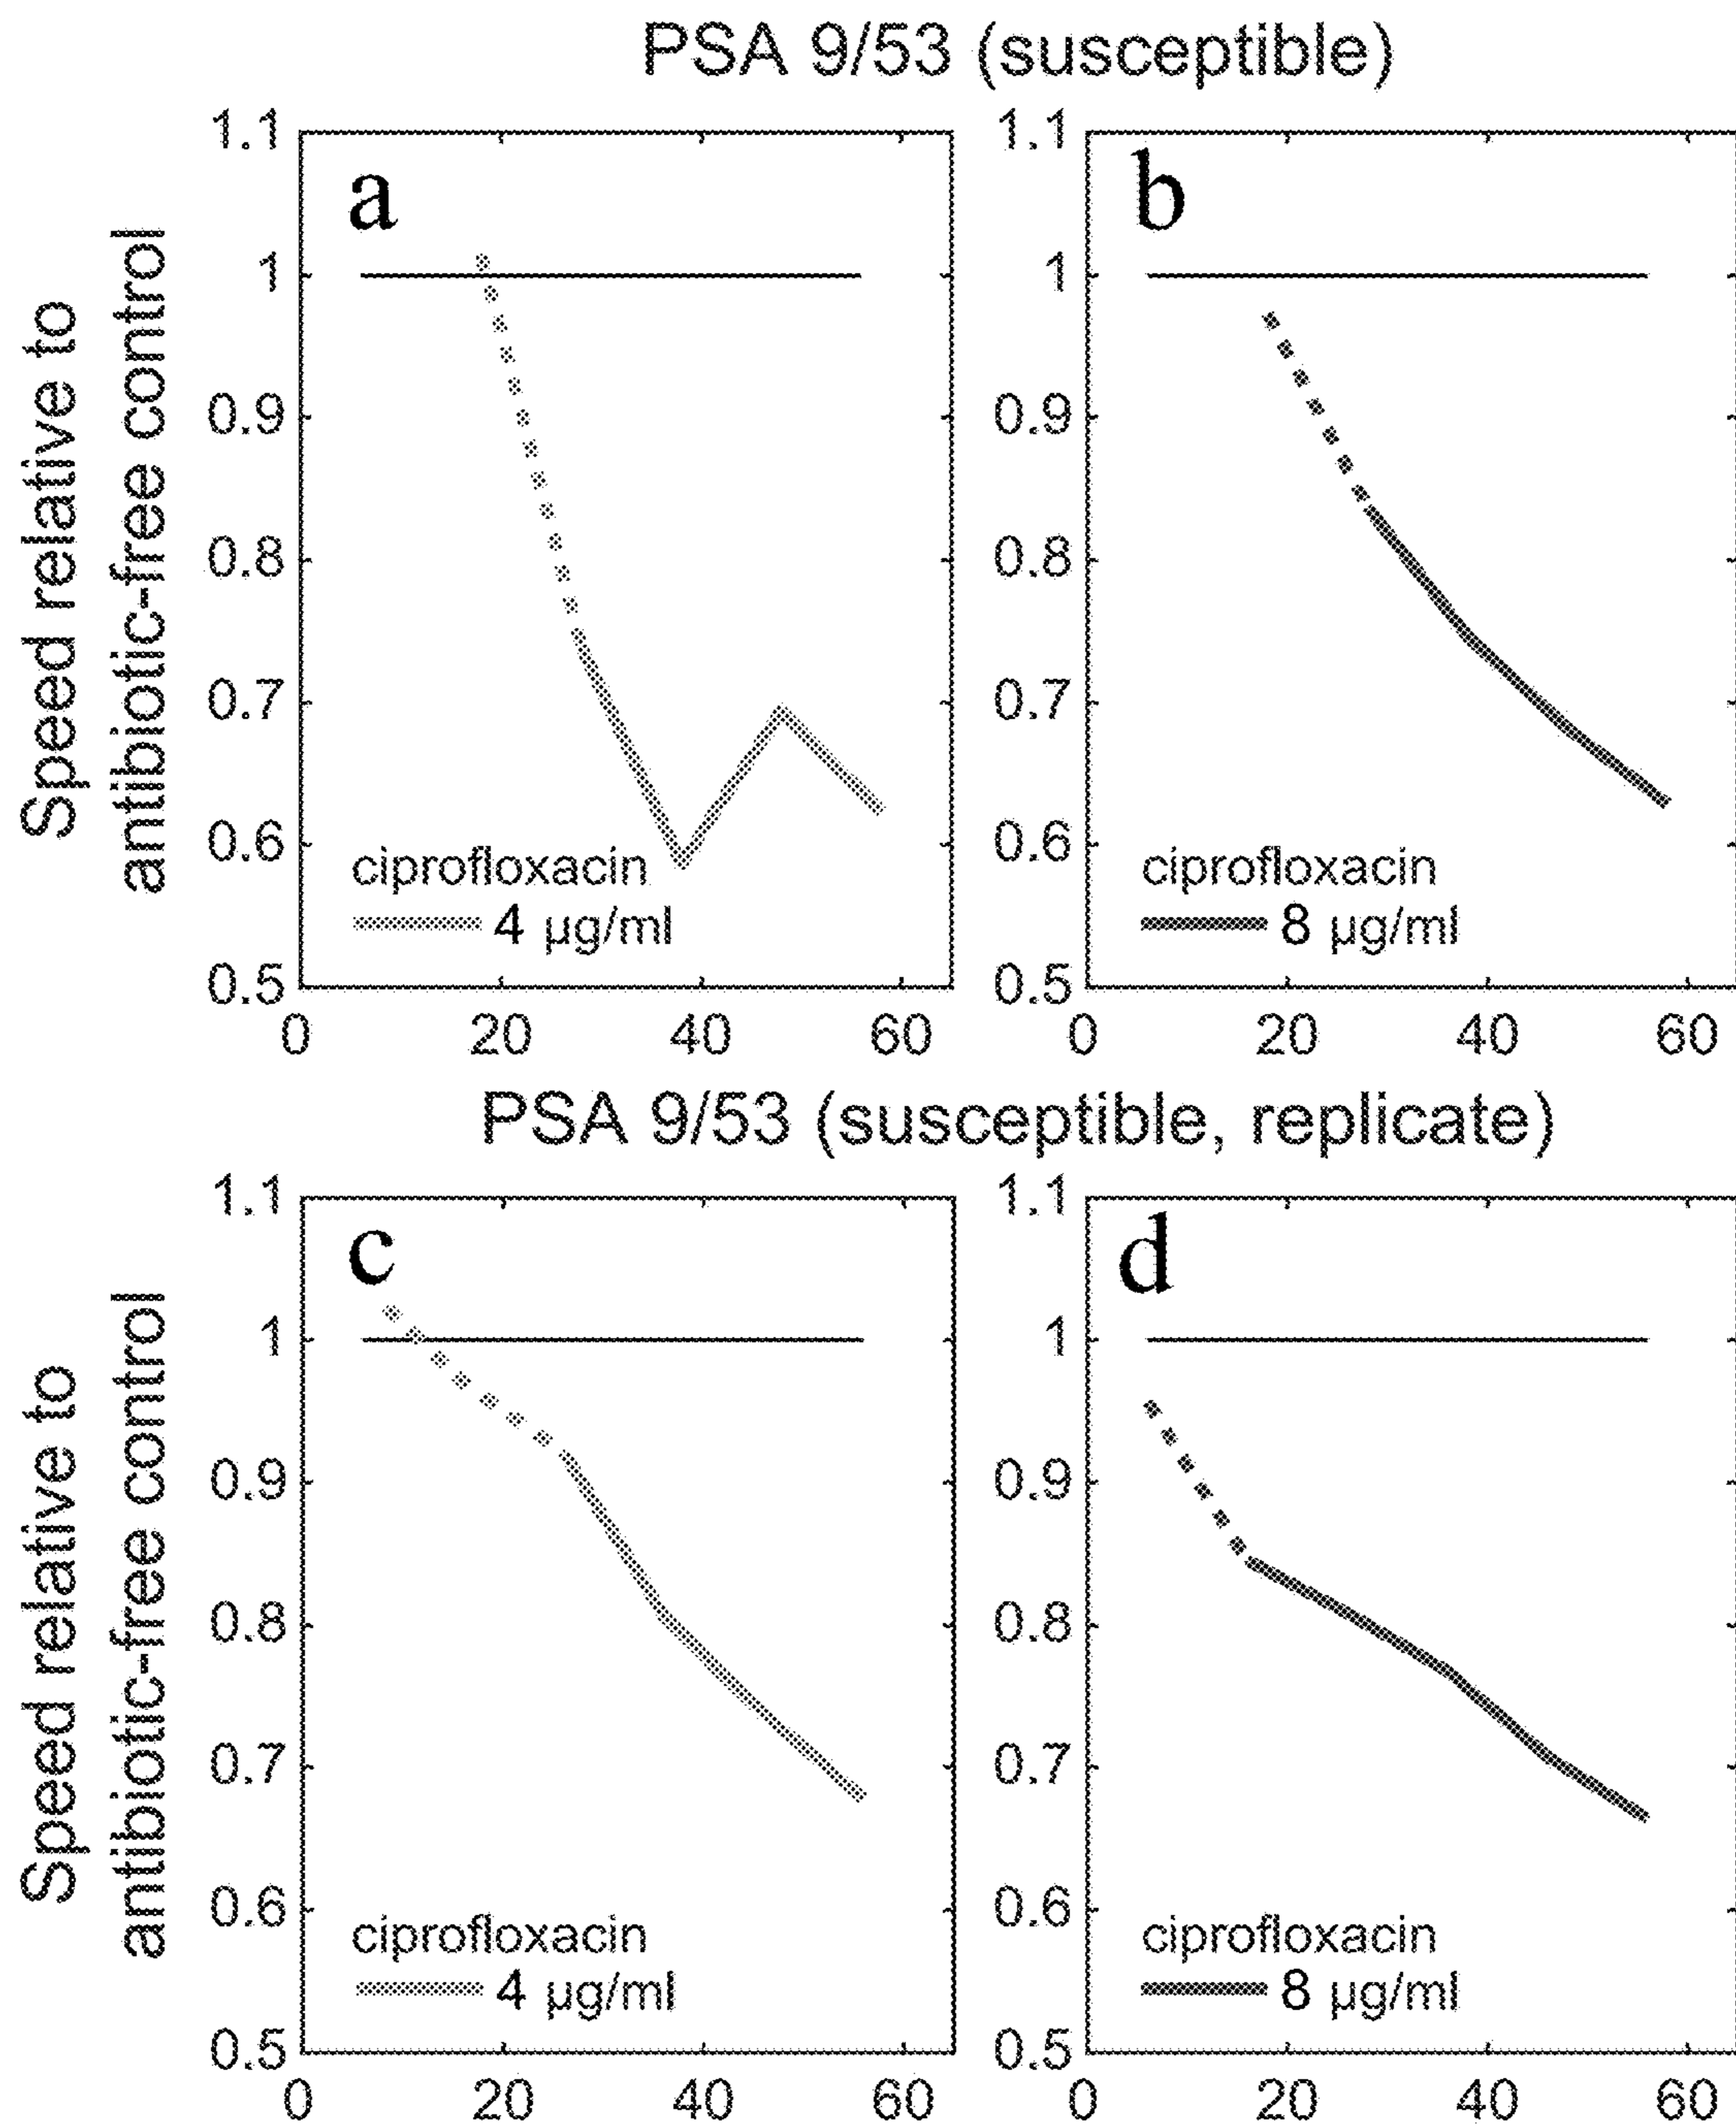 PSA 9/53 (susceptible)
Speed relative to
antibiotic-free control
1.1
1
0.9
0.8
0.7
0.6
0.5
a
ciprofloxacin
4 µg/ml
0 20 40 60
1.1
1
0.9
0.8
0.7
0.6
0.5
b
ciprofloxacin
8 µg/ml
0 20 40 60
PSA 9/53 (susceptible, replicate)
Speed relative to
antibiotic-free control
1.1
1
0.9
0.8
0.7
0.6
0.5
c
ciprofloxacin
4 µg/ml
0 20 40 60
1.1
1
0.9
0.8
0.7
0.6
0.5
d
ciprofloxacin
8 µg/ml
0 20 40 60